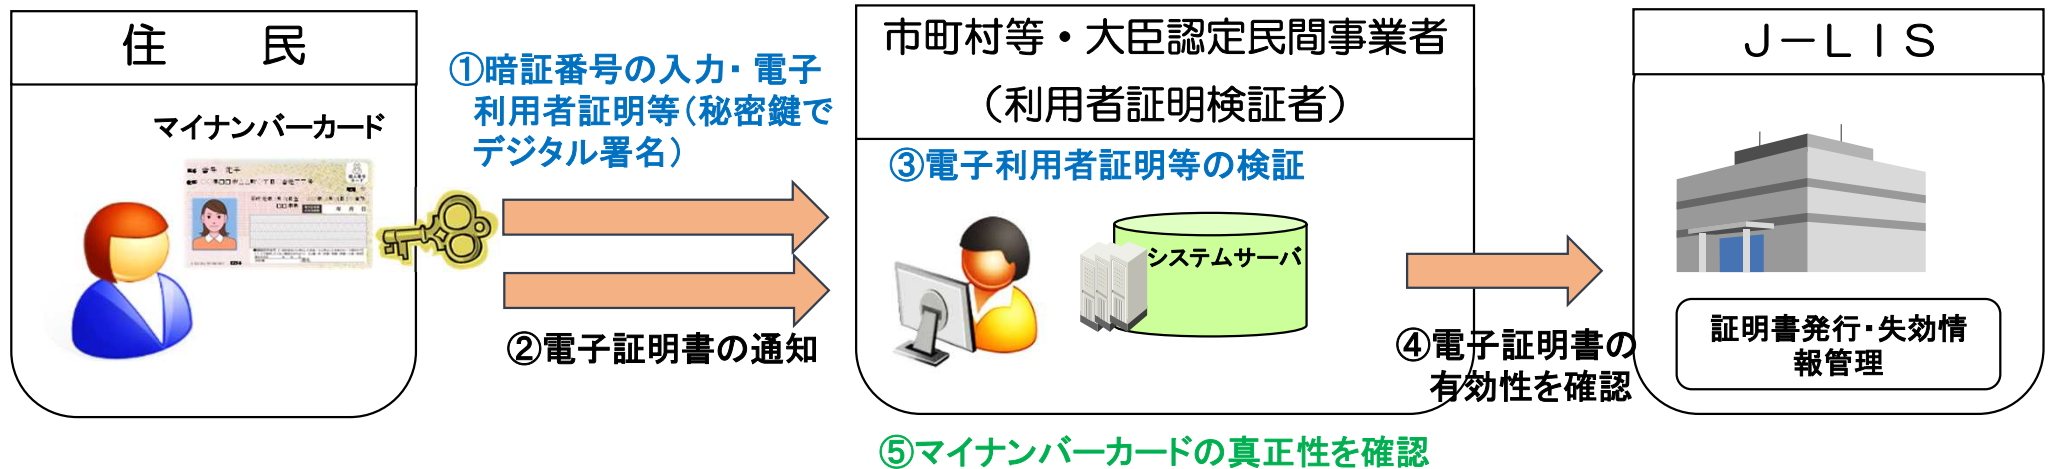 住　民
マイナンバーカード
①暗証番号の入力・電子
利用者証明等（秘密鍵で
デジタル署名）
②電子証明書の通知
市町村等・大臣認定民間事業者
（利用者証明検証者）
③電子利用者証明等の検証
システムサーバ
④電子証明書の
有効性を確認
Ｊ－ＬＩＳ
証明書発行・失効情
報管理
⑤マイナンバーカードの真正性を確認